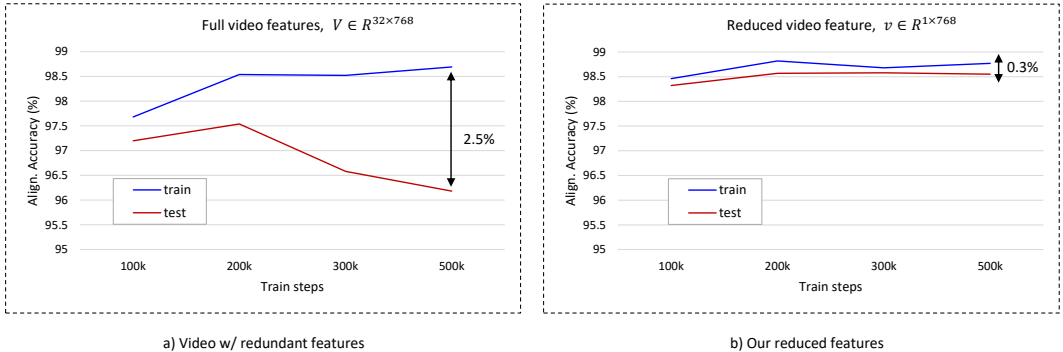 Full video features, V ∈ R^{32×768}
Align. Accuracy (%)
99
98.5
98
97.5
97
96.5
96
95.5
95
2.5%
train
test
100k
200k
300k
500k
Train steps
a) Video w/ redundant features
Reduced video feature, v ∈ R^{1×768}
Align. Accuracy (%)
99
98.5
98
97.5
97
96.5
96
95.5
95
0.3%
train
test
100k
200k
300k
500k
Train steps
b) Our reduced features